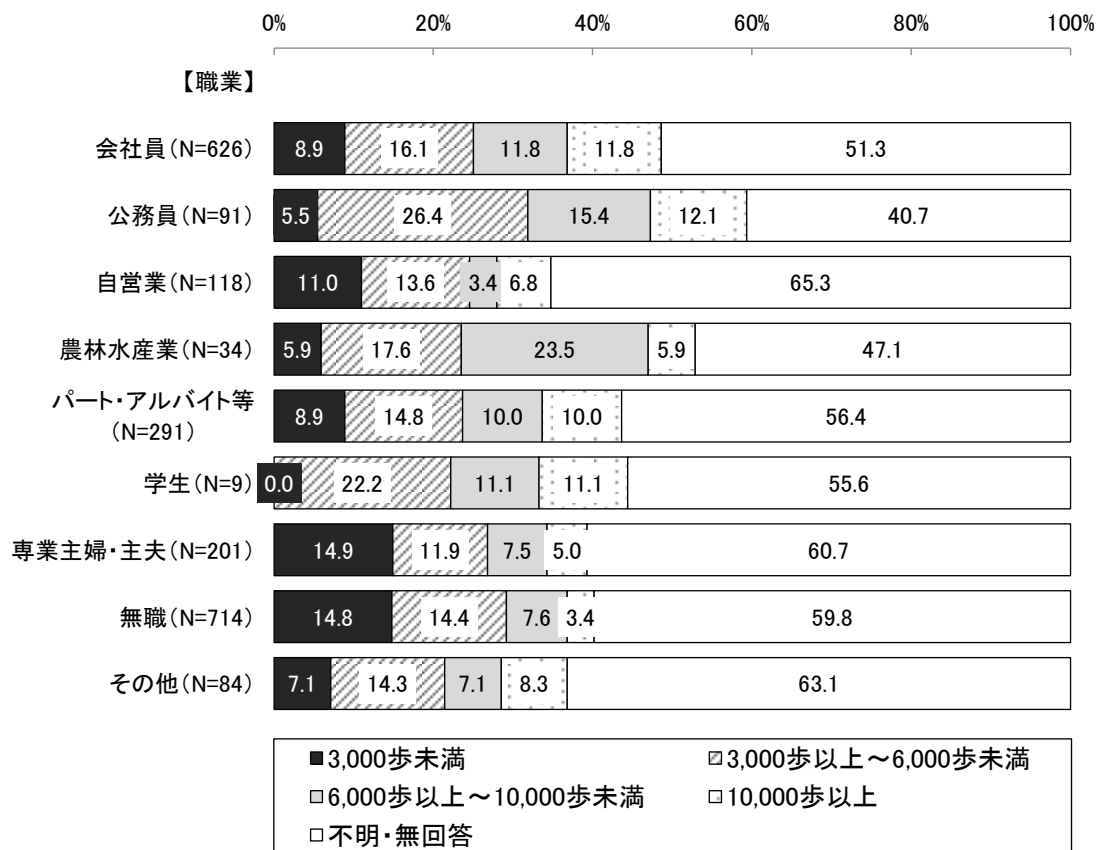 0% 20% 40% 60% 80% 100%
【職業】
会社員(N=626) 8.9 16.1 11.8 11.8 51.3
公務員(N=91) 5.5 26.4 15.4 12.1 40.7
自営業(N=118) 11.0 13.6 3.4 6.8 65.3
農林水産業(N=34) 5.9 17.6 23.5 5.9 47.1
パート・アルバイト等
(N=291) 8.9 14.8 10.0 10.0 56.4
学生(N=9) 0.0 22.2 11.1 11.1 55.6
専業主婦・主夫(N=201) 14.9 11.9 7.5 5.0 60.7
無職(N=714) 14.8 14.4 7.6 3.4 59.8
その他(N=84) 7.1 14.3 7.1 8.3 63.1
3,000歩未満 3,000歩以上~6,000歩未満
6,000歩以上~10,000歩未満 10,000歩以上
不明・無回答